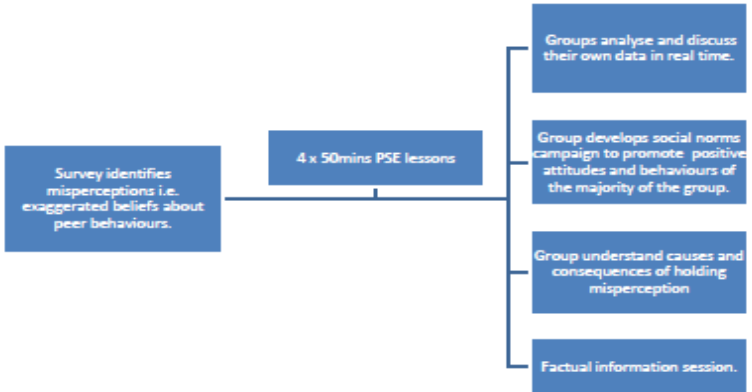 Survey identifies
misperceptions i.e.
exaggerated beliefs about
peer behaviours.
4 x 50mins PSE lessons
Groups analyse and discuss
their own data in real time.
Group develops social norms
campaign to promote positive
attitudes and behaviours of
the majority of the group.
Group understand causes and
consequences of holding
misperception
Factual information session.